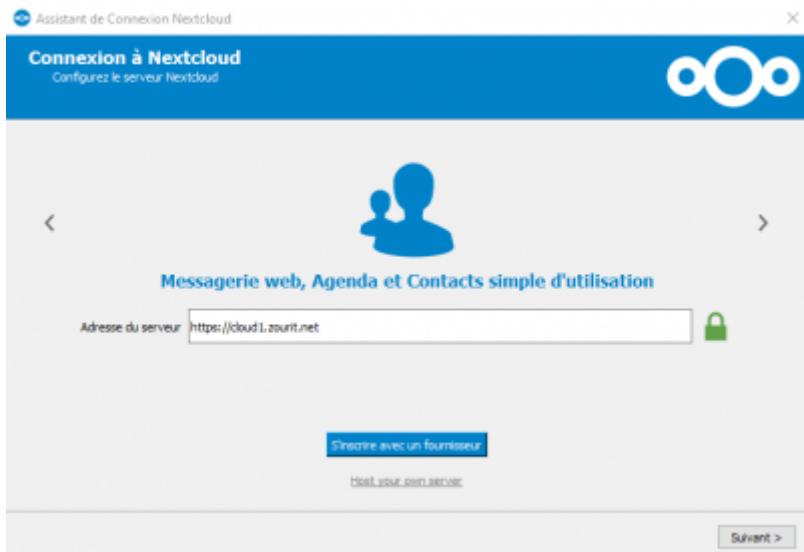 Assistant de Connexion Nextcloud
Connexion à Nextcloud
Configurez le serveur Nextcloud
Messagerie web, Agenda et Contacts simple d'utilisation
Adresse du serveur https://cloud1.zourit.net
S'inscrire avec un fournisseur
Host your own server
Suivant >